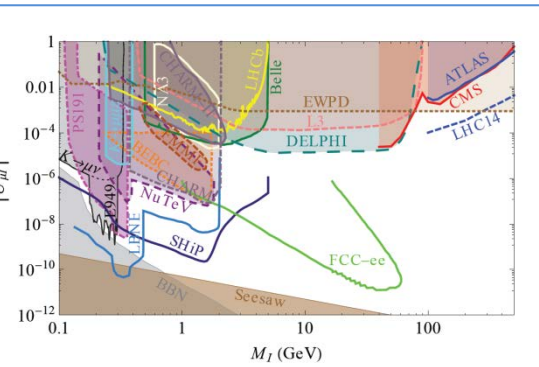 1
0.01
10⁻⁴
10⁻⁶
10⁻⁸
10⁻¹⁰
10⁻¹²
0.1
1
10
100
M_I (GeV)
PS191
NA3
CHARM
LHCb
Belle
EWPD
L3
DELPHI
ATLAS
CMS
LHC14
BEBC
K→μν
E949
NuTeV
CHARM
LBNE
SHiP
FCC–ee
BBN
Seesaw